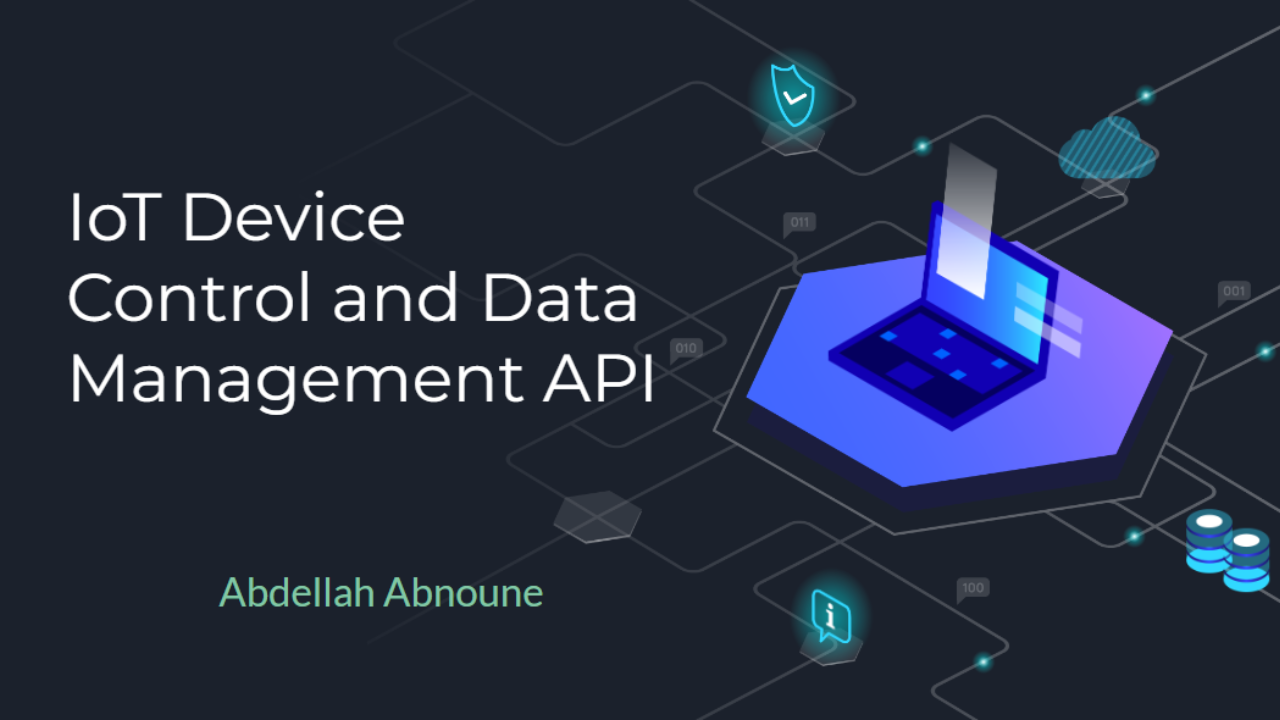 IoT Device
Control and Data
Management API
Abdellah Abnoune
011
001
010
100
i